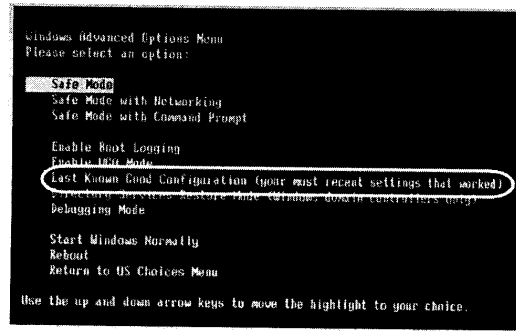 Windows Advanced Options Menu
Please select an option:
Safe Mode
Safe Mode with Networking
Safe Mode with Command Prompt
Enable Boot Logging
Enable VGA Mode
Last Known Good Configuration (your most recent settings that worked)
Directory Services Restore Mode (Windows domain controllers only)
Debugging Mode
Start Windows Normally
Reboot
Return to OS Choices Menu
Use the up and down arrow keys to move the highlight to your choice.